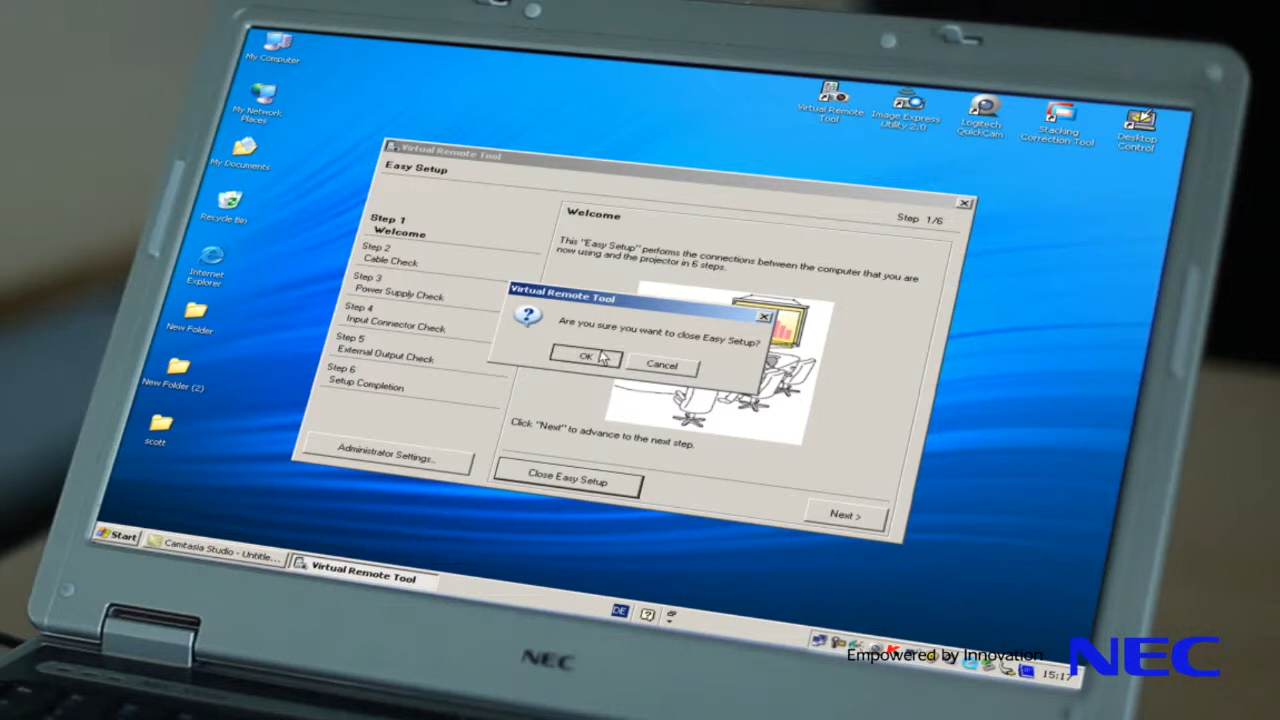 My Computer
My Network
Places
My Documents
Recycle Bin
Internet
Explorer
New Folder
New Folder (2)
scott
Virtual Remote
Tool
Image Express
Utility 2.0
Logitech
QuickCam
Stacking
Correction Tool
Desktop
Control
Virtual Remote Tool
Easy Setup
Step 1
Welcome
Step 2
Cable Check
Step 3
Power Supply Check
Step 4
Input Connector Check
Step 5
External Output Check
Step 6
Setup Completion
Administrator Settings...
Welcome
Step 1/6
This "Easy Setup" performs the connections between the computer that you are
now using and the projector in 6 steps.
Virtual Remote Tool
Are you sure you want to close Easy Setup?
OK
Cancel
Click "Next" to advance to the next step.
Close Easy Setup
Next >
Start
Camtasia Studio - Untitle...
Virtual Remote Tool
DE
15:17
NEC
Empowered by Innovation
NEC